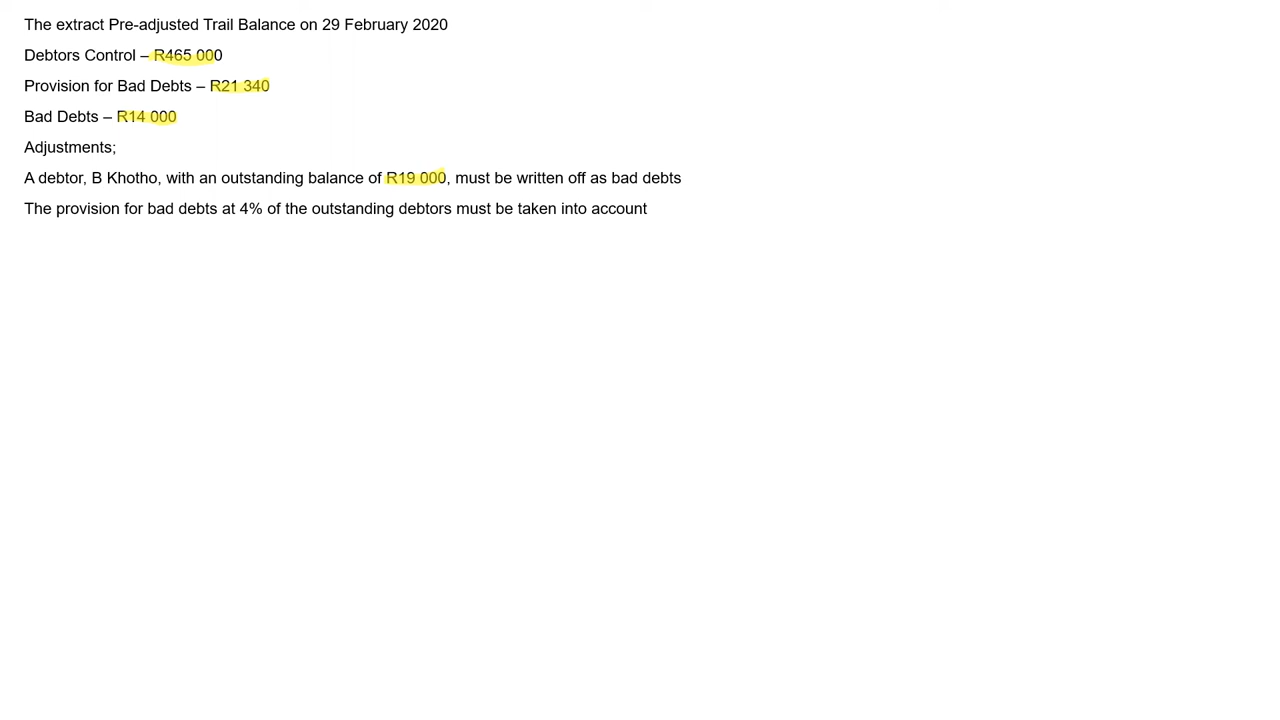 The extract Pre-adjusted Trail Balance on 29 February 2020
Debtors Control – R465 000
Provision for Bad Debts – R21 340
Bad Debts – R14 000
Adjustments;
A debtor, B Khotho, with an outstanding balance of R19 000, must be written off as bad debts
The provision for bad debts at 4% of the outstanding debtors must be taken into account